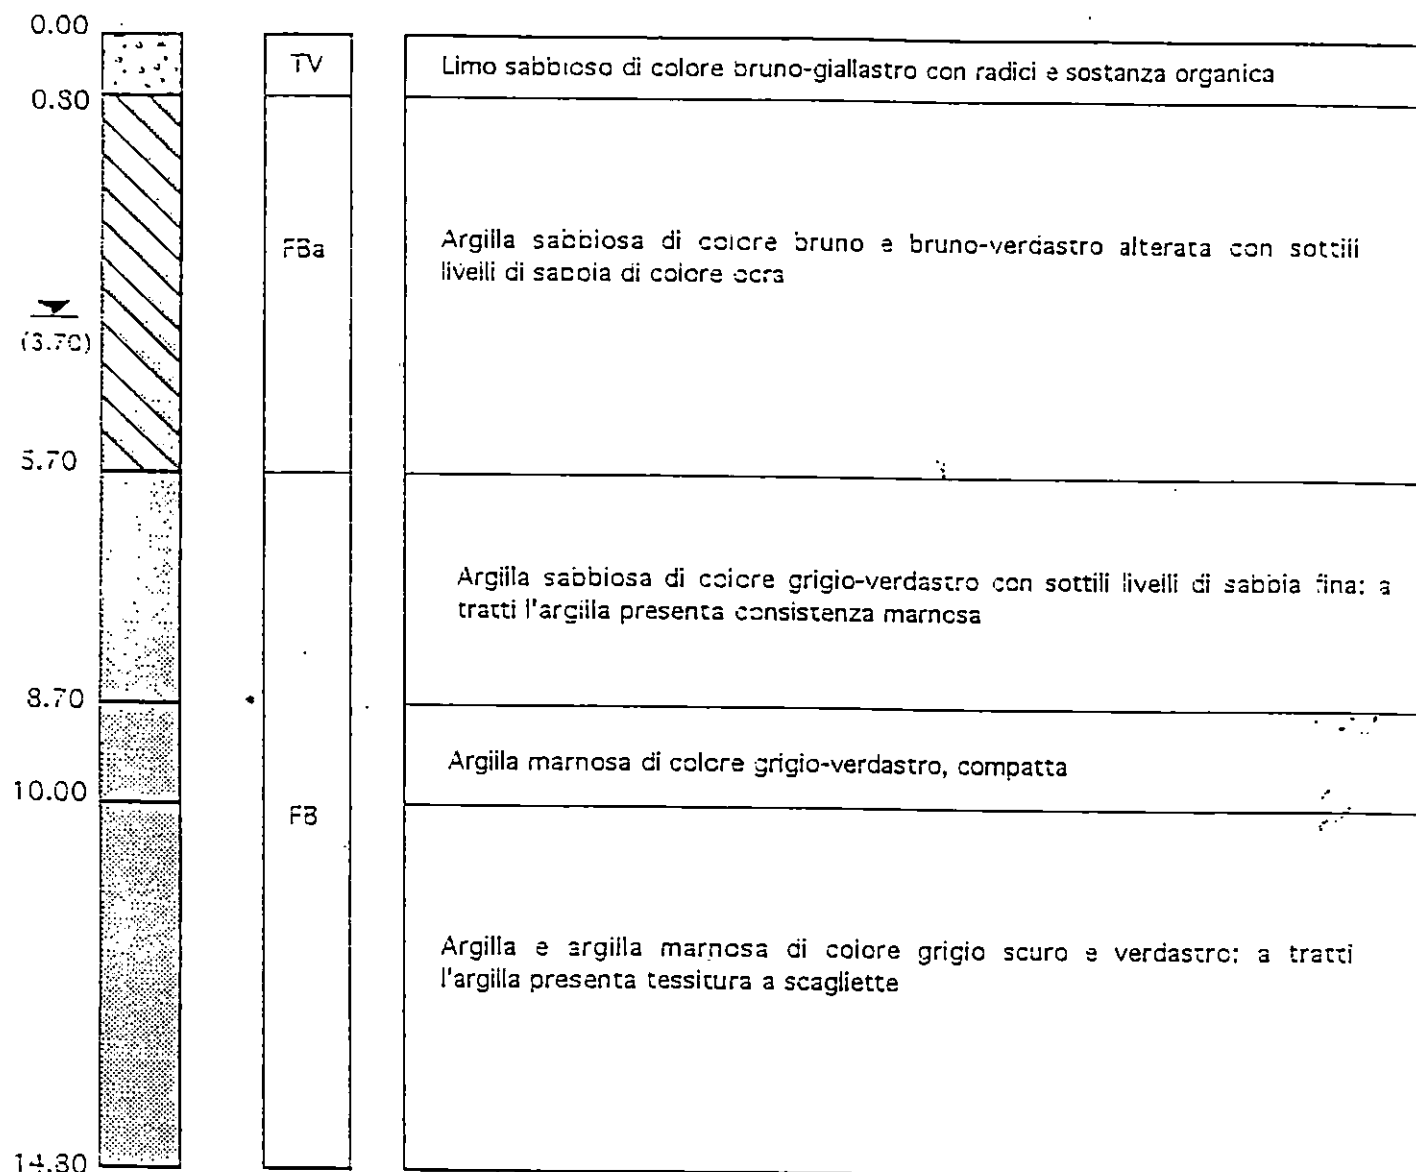 0.00
TV
Limo sabbioso di colore bruno-giallastro con radici e sostanza organica
0.80
FBa
Argilla sabbiosa di colore bruno e bruno-verdastro alterata con sottili
livelli di sabbia di colore ocra
(3.70)
5.70
Argilla sabbiosa di colore grigio-verdastro con sottili livelli di sabbia fina; a
tratti l'argilla presenta consistenza marnosa
8.70
Argilla marnosa di colore grigio-verdastro, compatta
10.00
FB
Argilla e argilla marnosa di colore grigio scuro e verdastro; a tratti
l'argilla presenta tessitura a scagliette
14.80